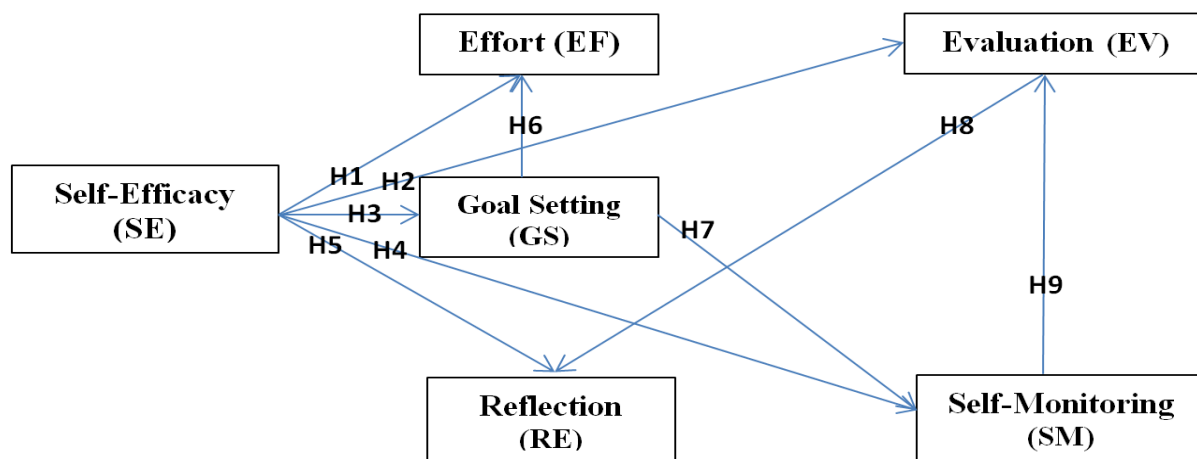 Effort (EF)
Evaluation (EV)
H6
H8
H1
H2
Self-Efficacy
(SE)
Goal Setting
(GS)
H3
H7
H5
H4
H9
Reflection
(RE)
Self-Monitoring
(SM)